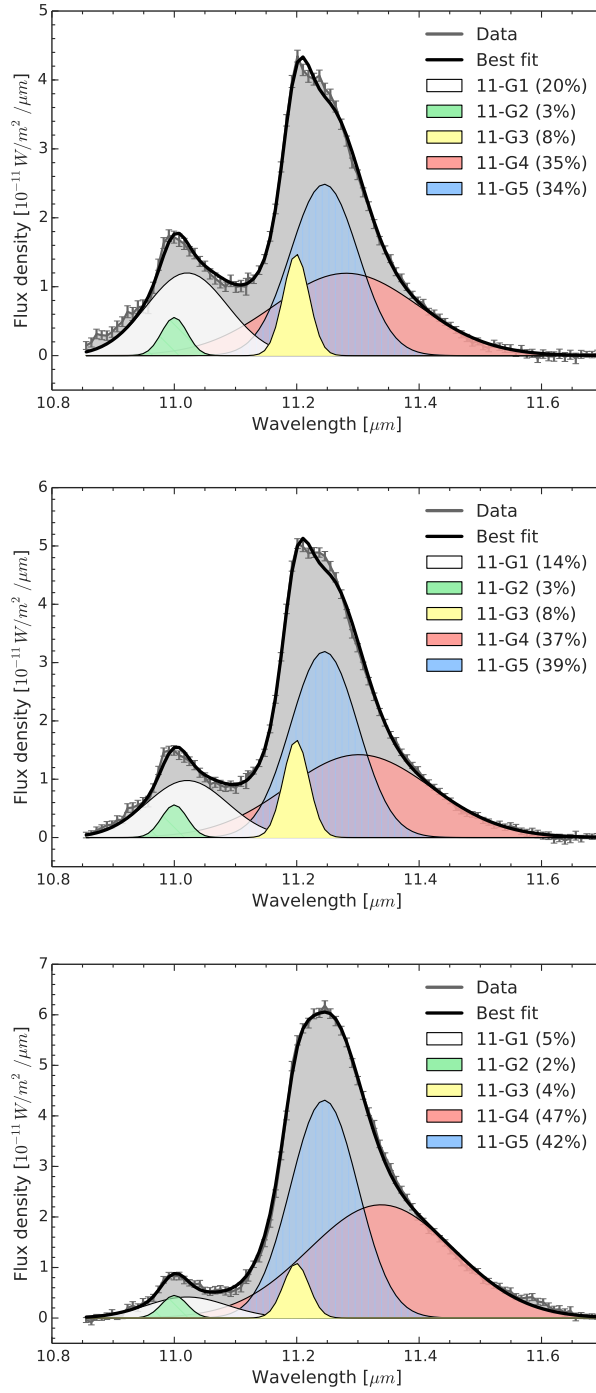 Data
Best fit
11-G1 (20%)
11-G2 (3%)
11-G3 (8%)
11-G4 (35%)
11-G5 (34%)
5
4
3
2
1
0
Flux density [10⁻¹¹ W/m² /μm]
10.8 11.0 11.2 11.4 11.6
Wavelength [μm]
Data
Best fit
11-G1 (14%)
11-G2 (3%)
11-G3 (8%)
11-G4 (37%)
11-G5 (39%)
6
5
4
3
2
1
0
Flux density [10⁻¹¹ W/m² /μm]
10.8 11.0 11.2 11.4 11.6
Wavelength [μm]
Data
Best fit
11-G1 (5%)
11-G2 (2%)
11-G3 (4%)
11-G4 (47%)
11-G5 (42%)
7
6
5
4
3
2
1
0
Flux density [10⁻¹¹ W/m² /μm]
10.8 11.0 11.2 11.4 11.6
Wavelength [μm]